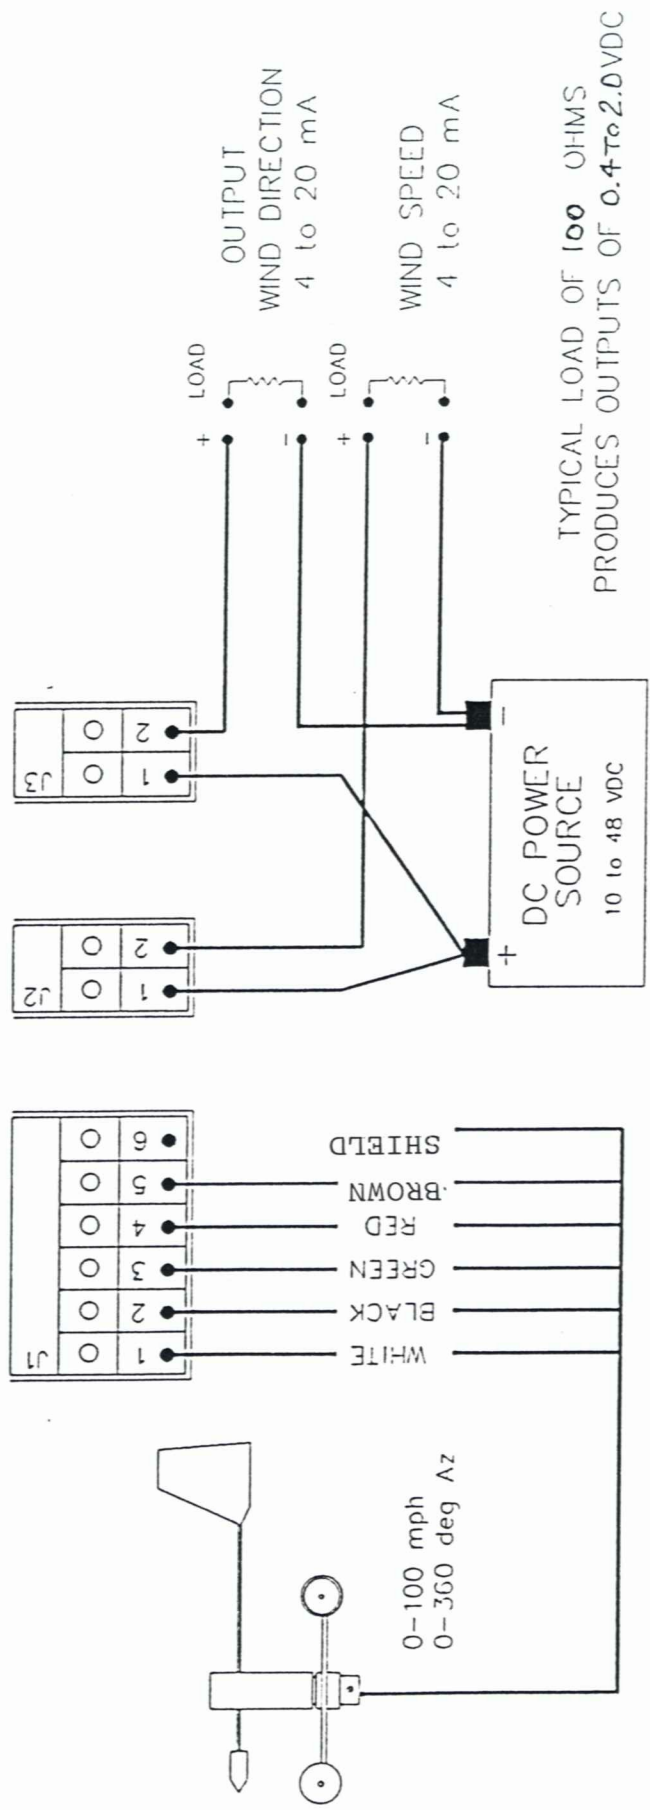 0-100 mph
0-360 deg Az
J1
1
2
3
4
5
6
WHITE
BLACK
GREEN
RED
BROWN
SHIELD
J2
1
2
J3
1
2
+
DC POWER
SOURCE
10 to 48 VDC
-
+ LOAD
-
+ LOAD
-
OUTPUT
WIND DIRECTION
4 to 20 mA
WIND SPEED
4 to 20 mA
TYPICAL LOAD OF 100 OHMS
PRODUCES OUTPUTS OF 0.4 TO 2.0 VDC